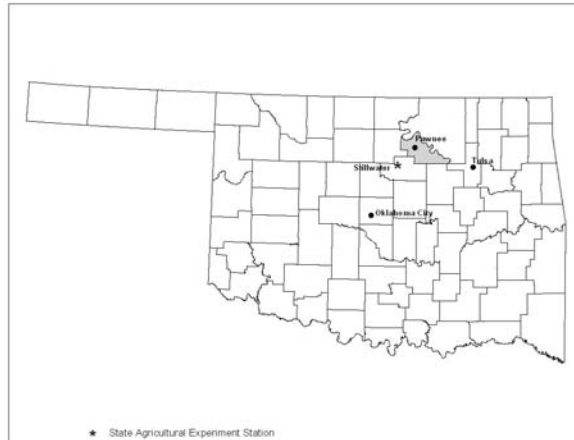 Pawnee
Tulsa
Stillwater
Oklahoma City
★ State Agricultural Experiment Station